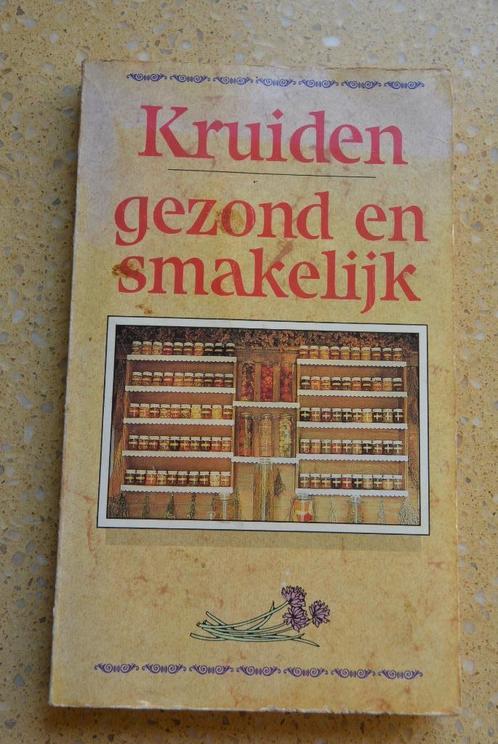 Kruiden
gezond en
smakelijk